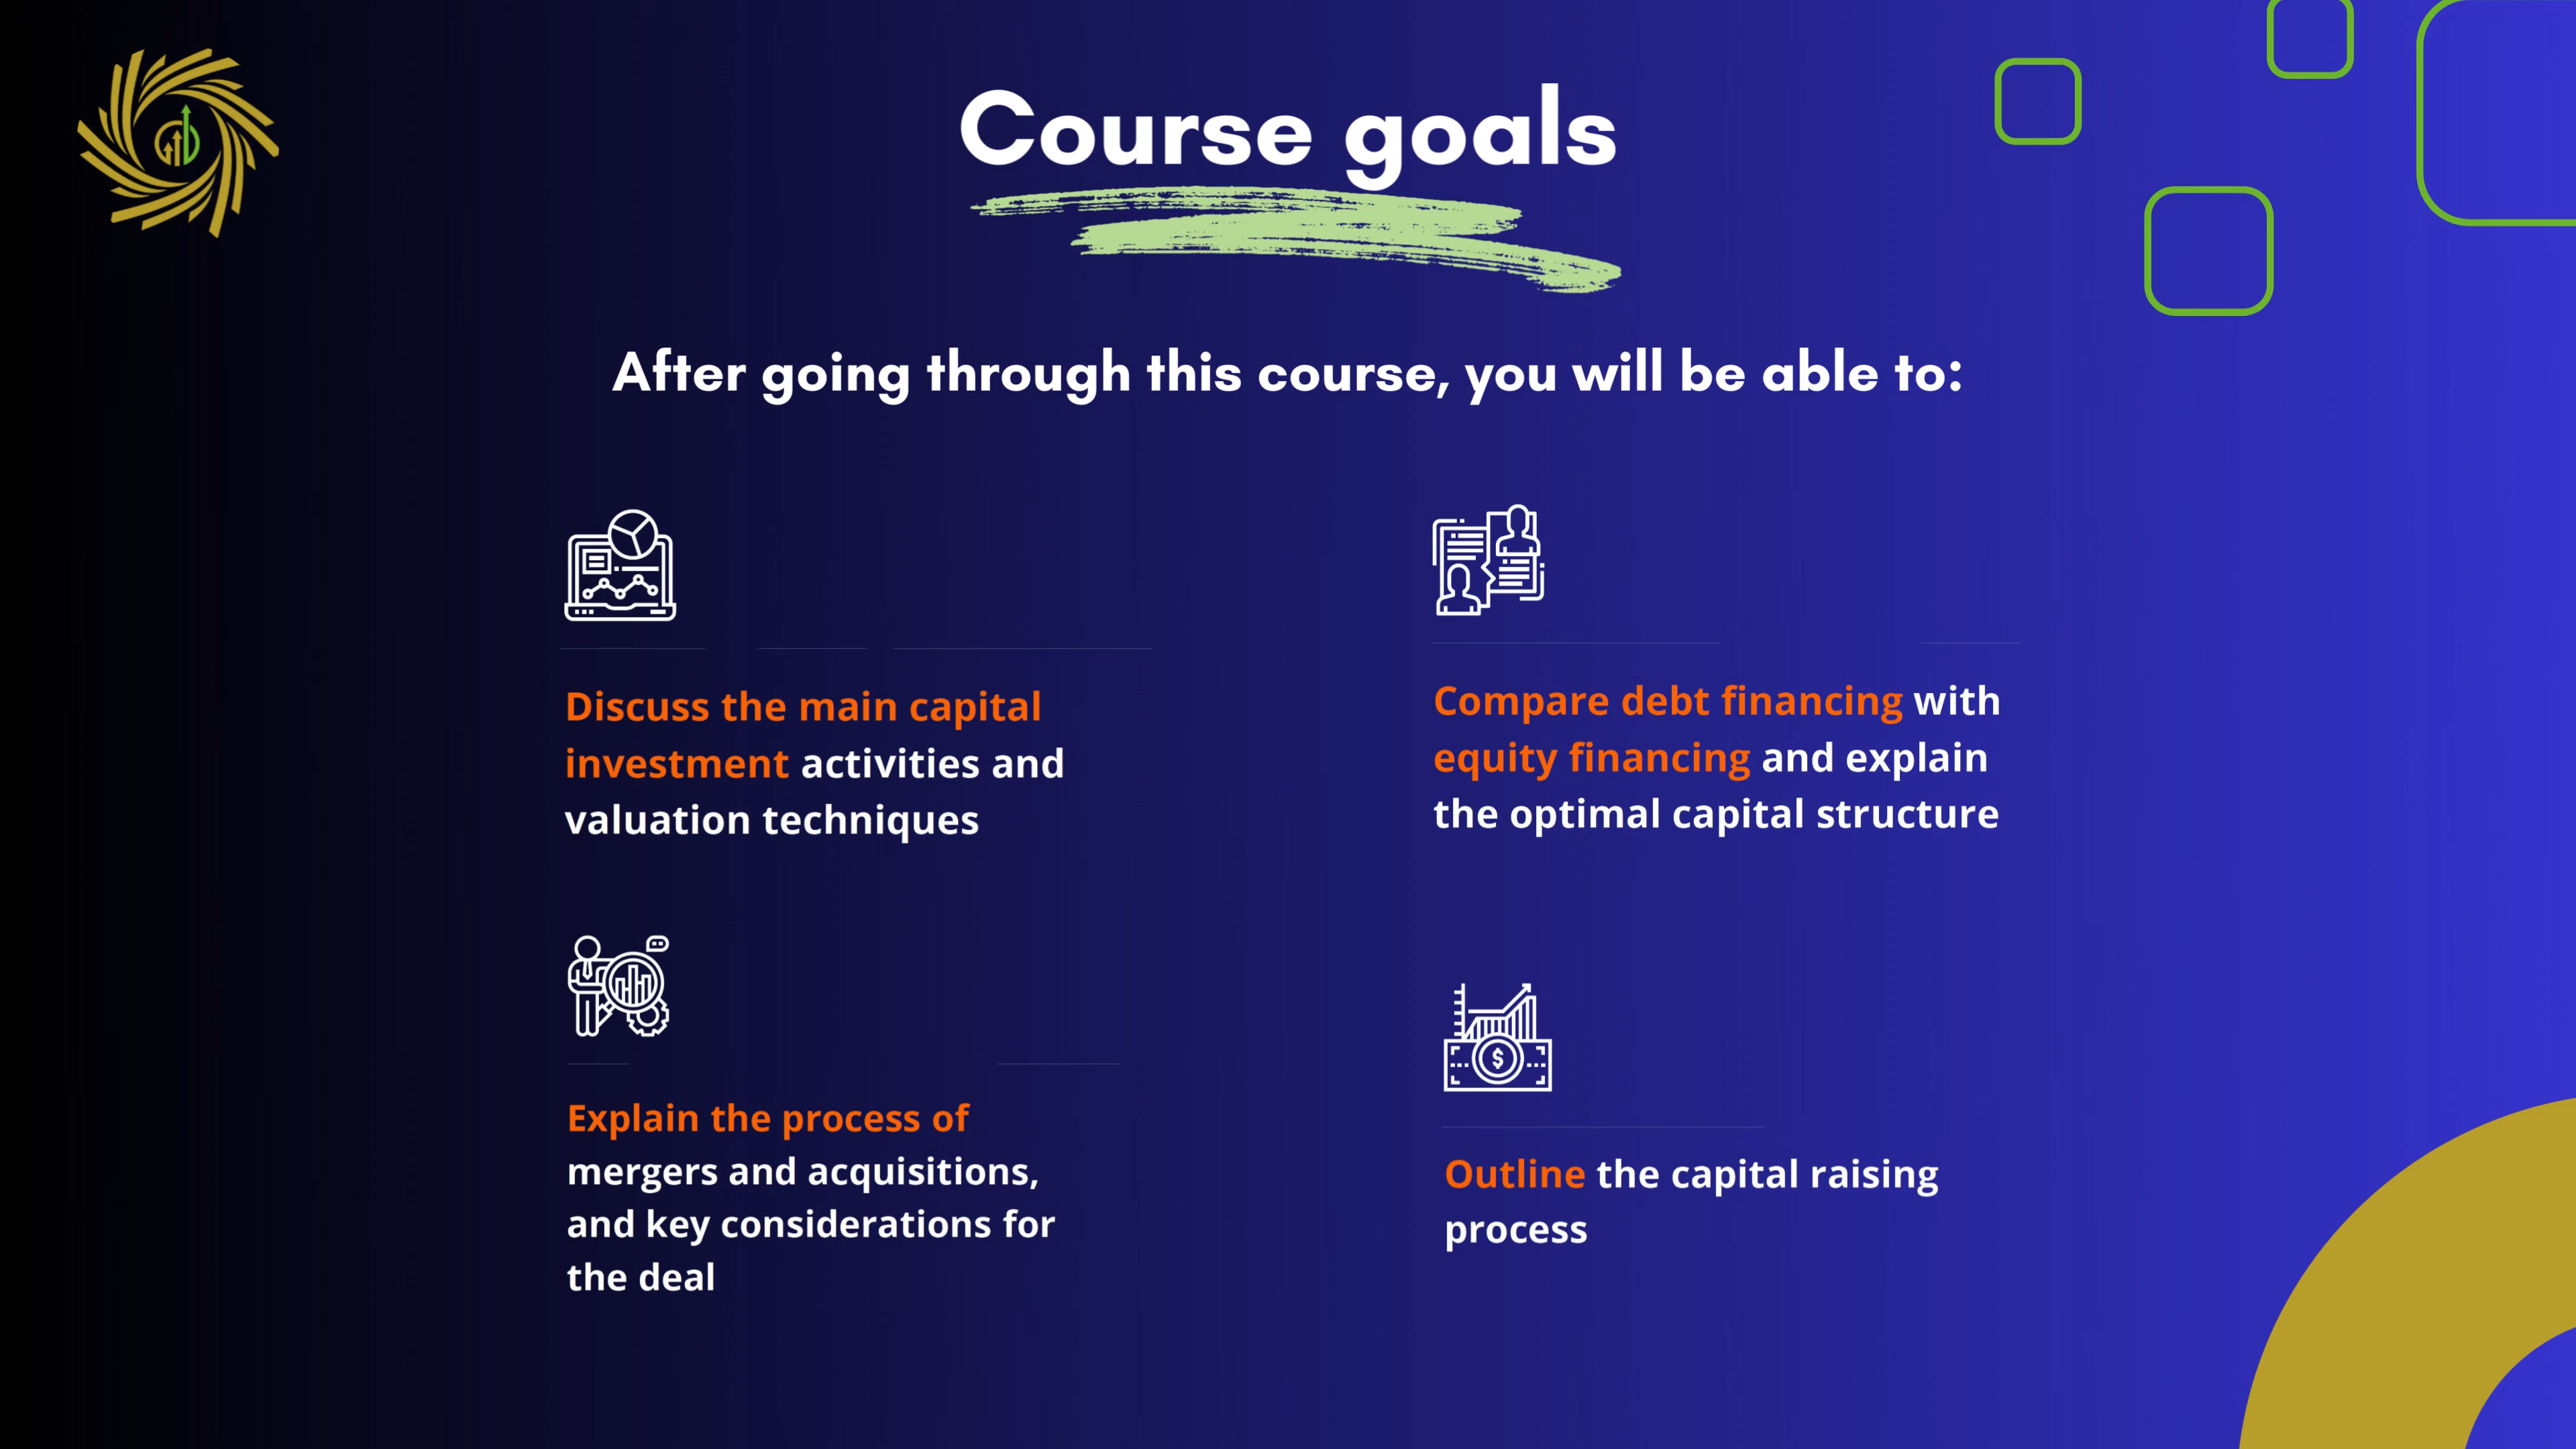 Course goals
After going through this course, you will be able to:
Discuss the main capital
investment activities and
valuation techniques
Compare debt financing with
equity financing and explain
the optimal capital structure
Explain the process of
mergers and acquisitions,
and key considerations for
the deal
Outline the capital raising
process